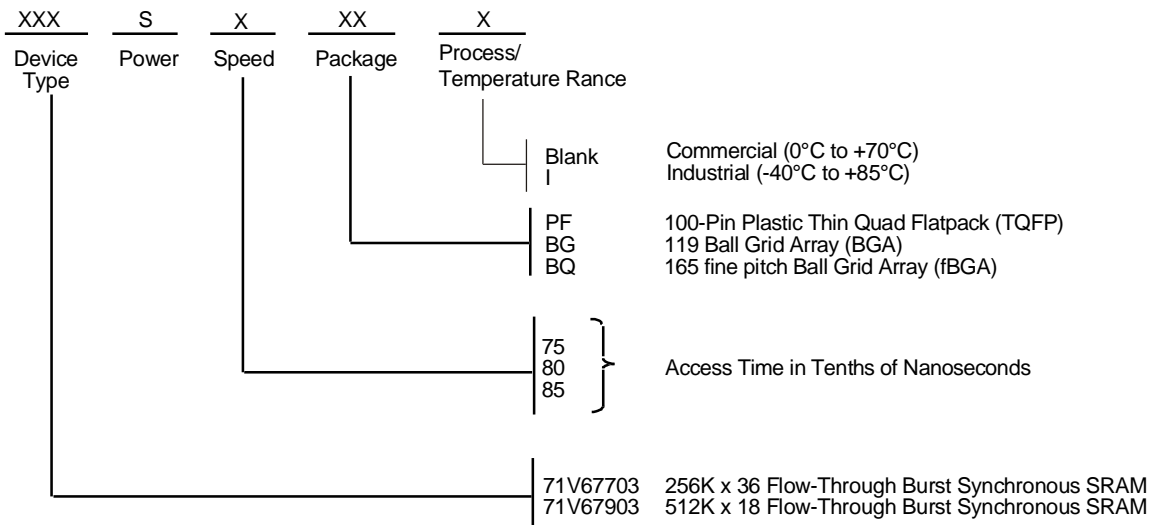 XXX S X XX X
Device Type Power Speed Package Process/
Temperature Rance
Blank Commercial (0°C to +70°C)
I Industrial (-40°C to +85°C)
PF 100-Pin Plastic Thin Quad Flatpack (TQFP)
BG 119 Ball Grid Array (BGA)
BQ 165 fine pitch Ball Grid Array (fBGA)
75
80 Access Time in Tenths of Nanoseconds
85
71V67703 256K x 36 Flow-Through Burst Synchronous SRAM
71V67903 512K x 18 Flow-Through Burst Synchronous SRAM